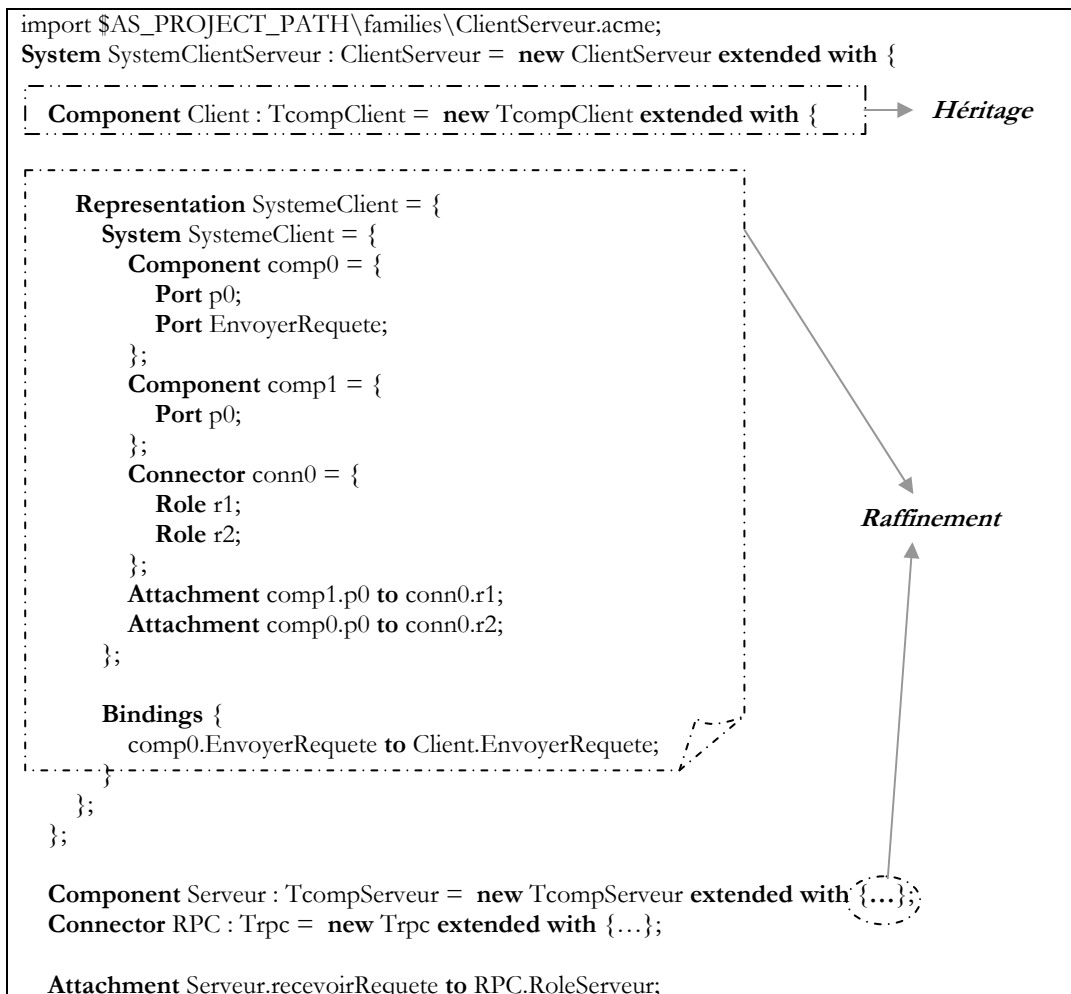 import $AS_PROJECT_PATH\families\ClientServeur.acme;
System SystemClientServeur : ClientServeur = new ClientServeur extended with {
Component Client : TcompClient = new TcompClient extended with {
Héritage
Representation SystemeClient = {
System SystemeClient = {
Component comp0 = {
Port p0;
Port EnvoyerRequete;
};
Component comp1 = {
Port p0;
};
Connector conn0 = {
Role r1;
Role r2;
};
Raffinement
Attachment comp1.p0 to conn0.r1;
Attachment comp0.p0 to conn0.r2;
};
Bindings {
comp0.EnvoyerRequete to Client.EnvoyerRequete;
}
};
};
Component Serveur : TcompServeur = new TcompServeur extended with {…};
Connector RPC : Trpc = new Trpc extended with {…};
Attachment Serveur.recevoirRequete to RPC.RoleServeur;